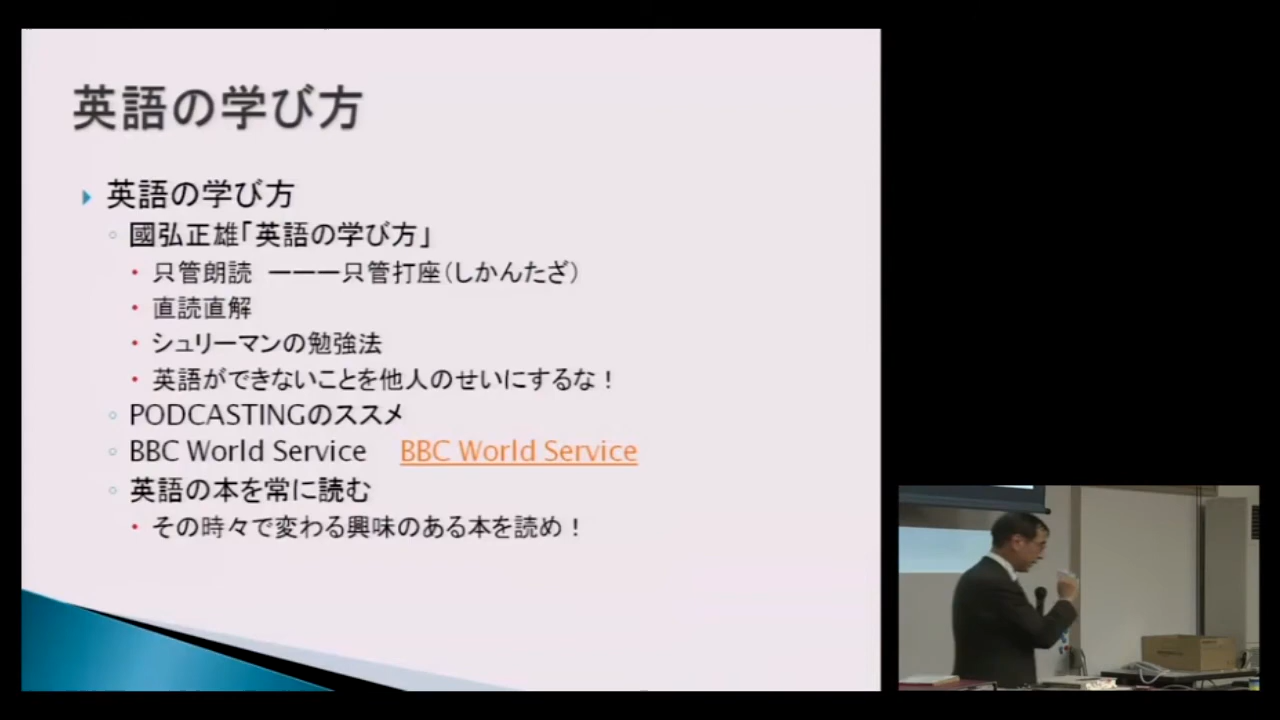 英語の学び方
英語の学び方
國弘正雄「英語の学び方」
只管朗読 ーーー只管打座(しかんたざ)
直読直解
シュリーマンの勉強法
英語ができないことを他人のせいにするな!
PODCASTINGのススメ
BBC World Service BBC World Service
英語の本を常に読む
その時々で変わる興味のある本を読め!